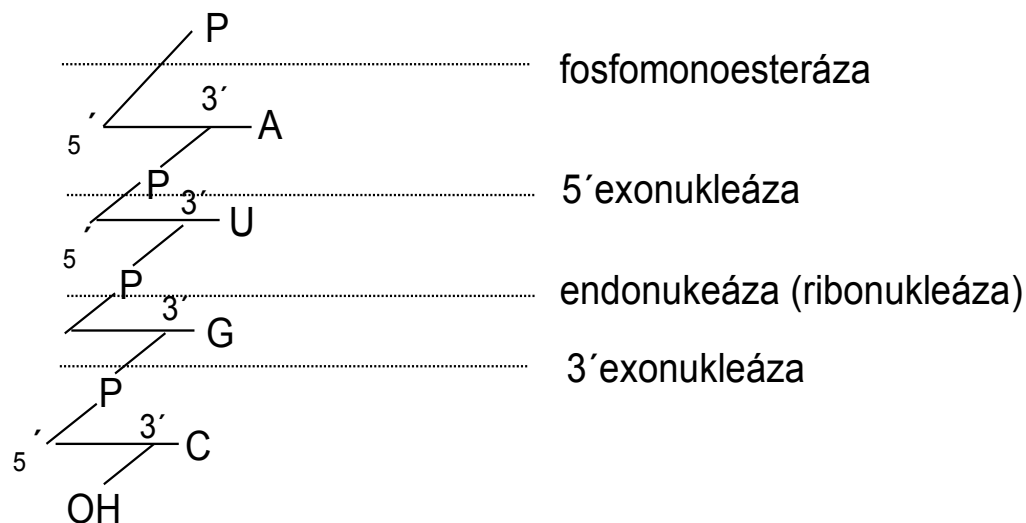 P
fosfomonoesteráza
3´
5´ A
P 5´exonukleáza
3´
5´ U
P endonukeáza (ribonukleáza)
3´
G
3´exonukleáza
P
3´
5´ C
OH